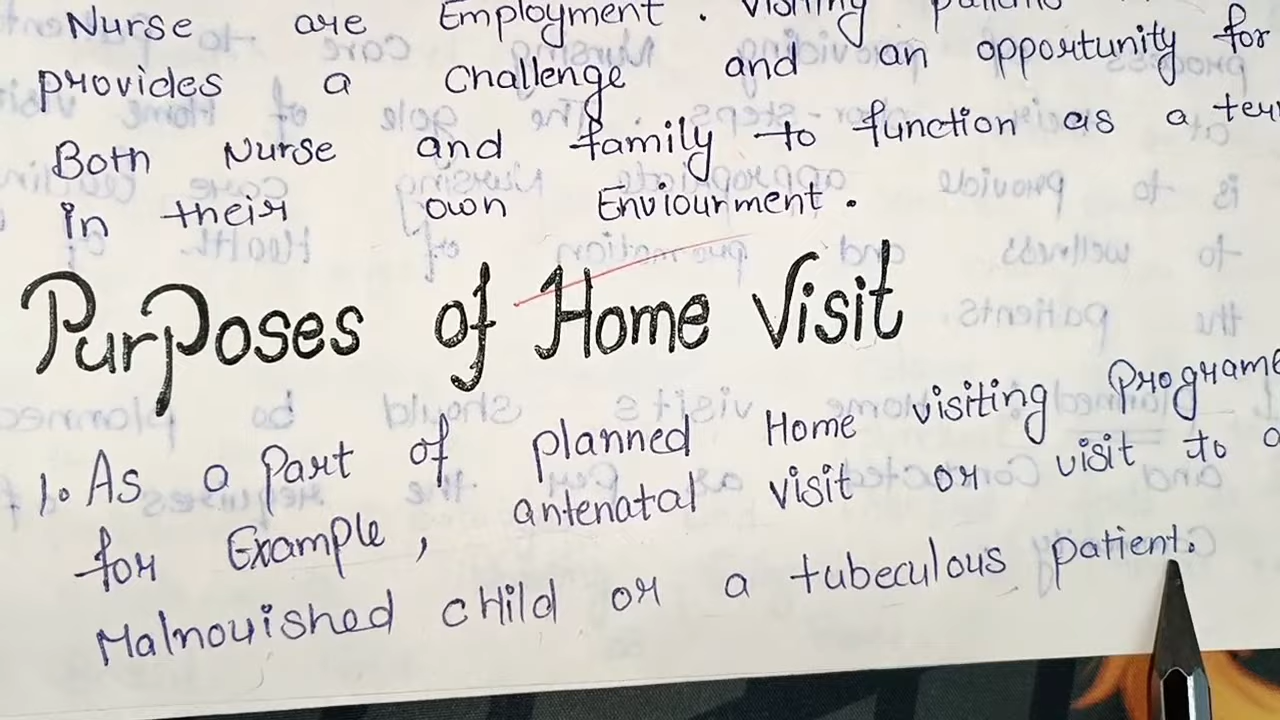 Nurse are Employment. Visiting
provides a challenge and an opportunity for
Both Nurse and family to function as a
in their own Enviourment.
Purposes of Home Visit
1. As a Part of planned Home visiting Programe
for Example, antenatal visit or visit to a
Malnouished child or a tubeculous patient.